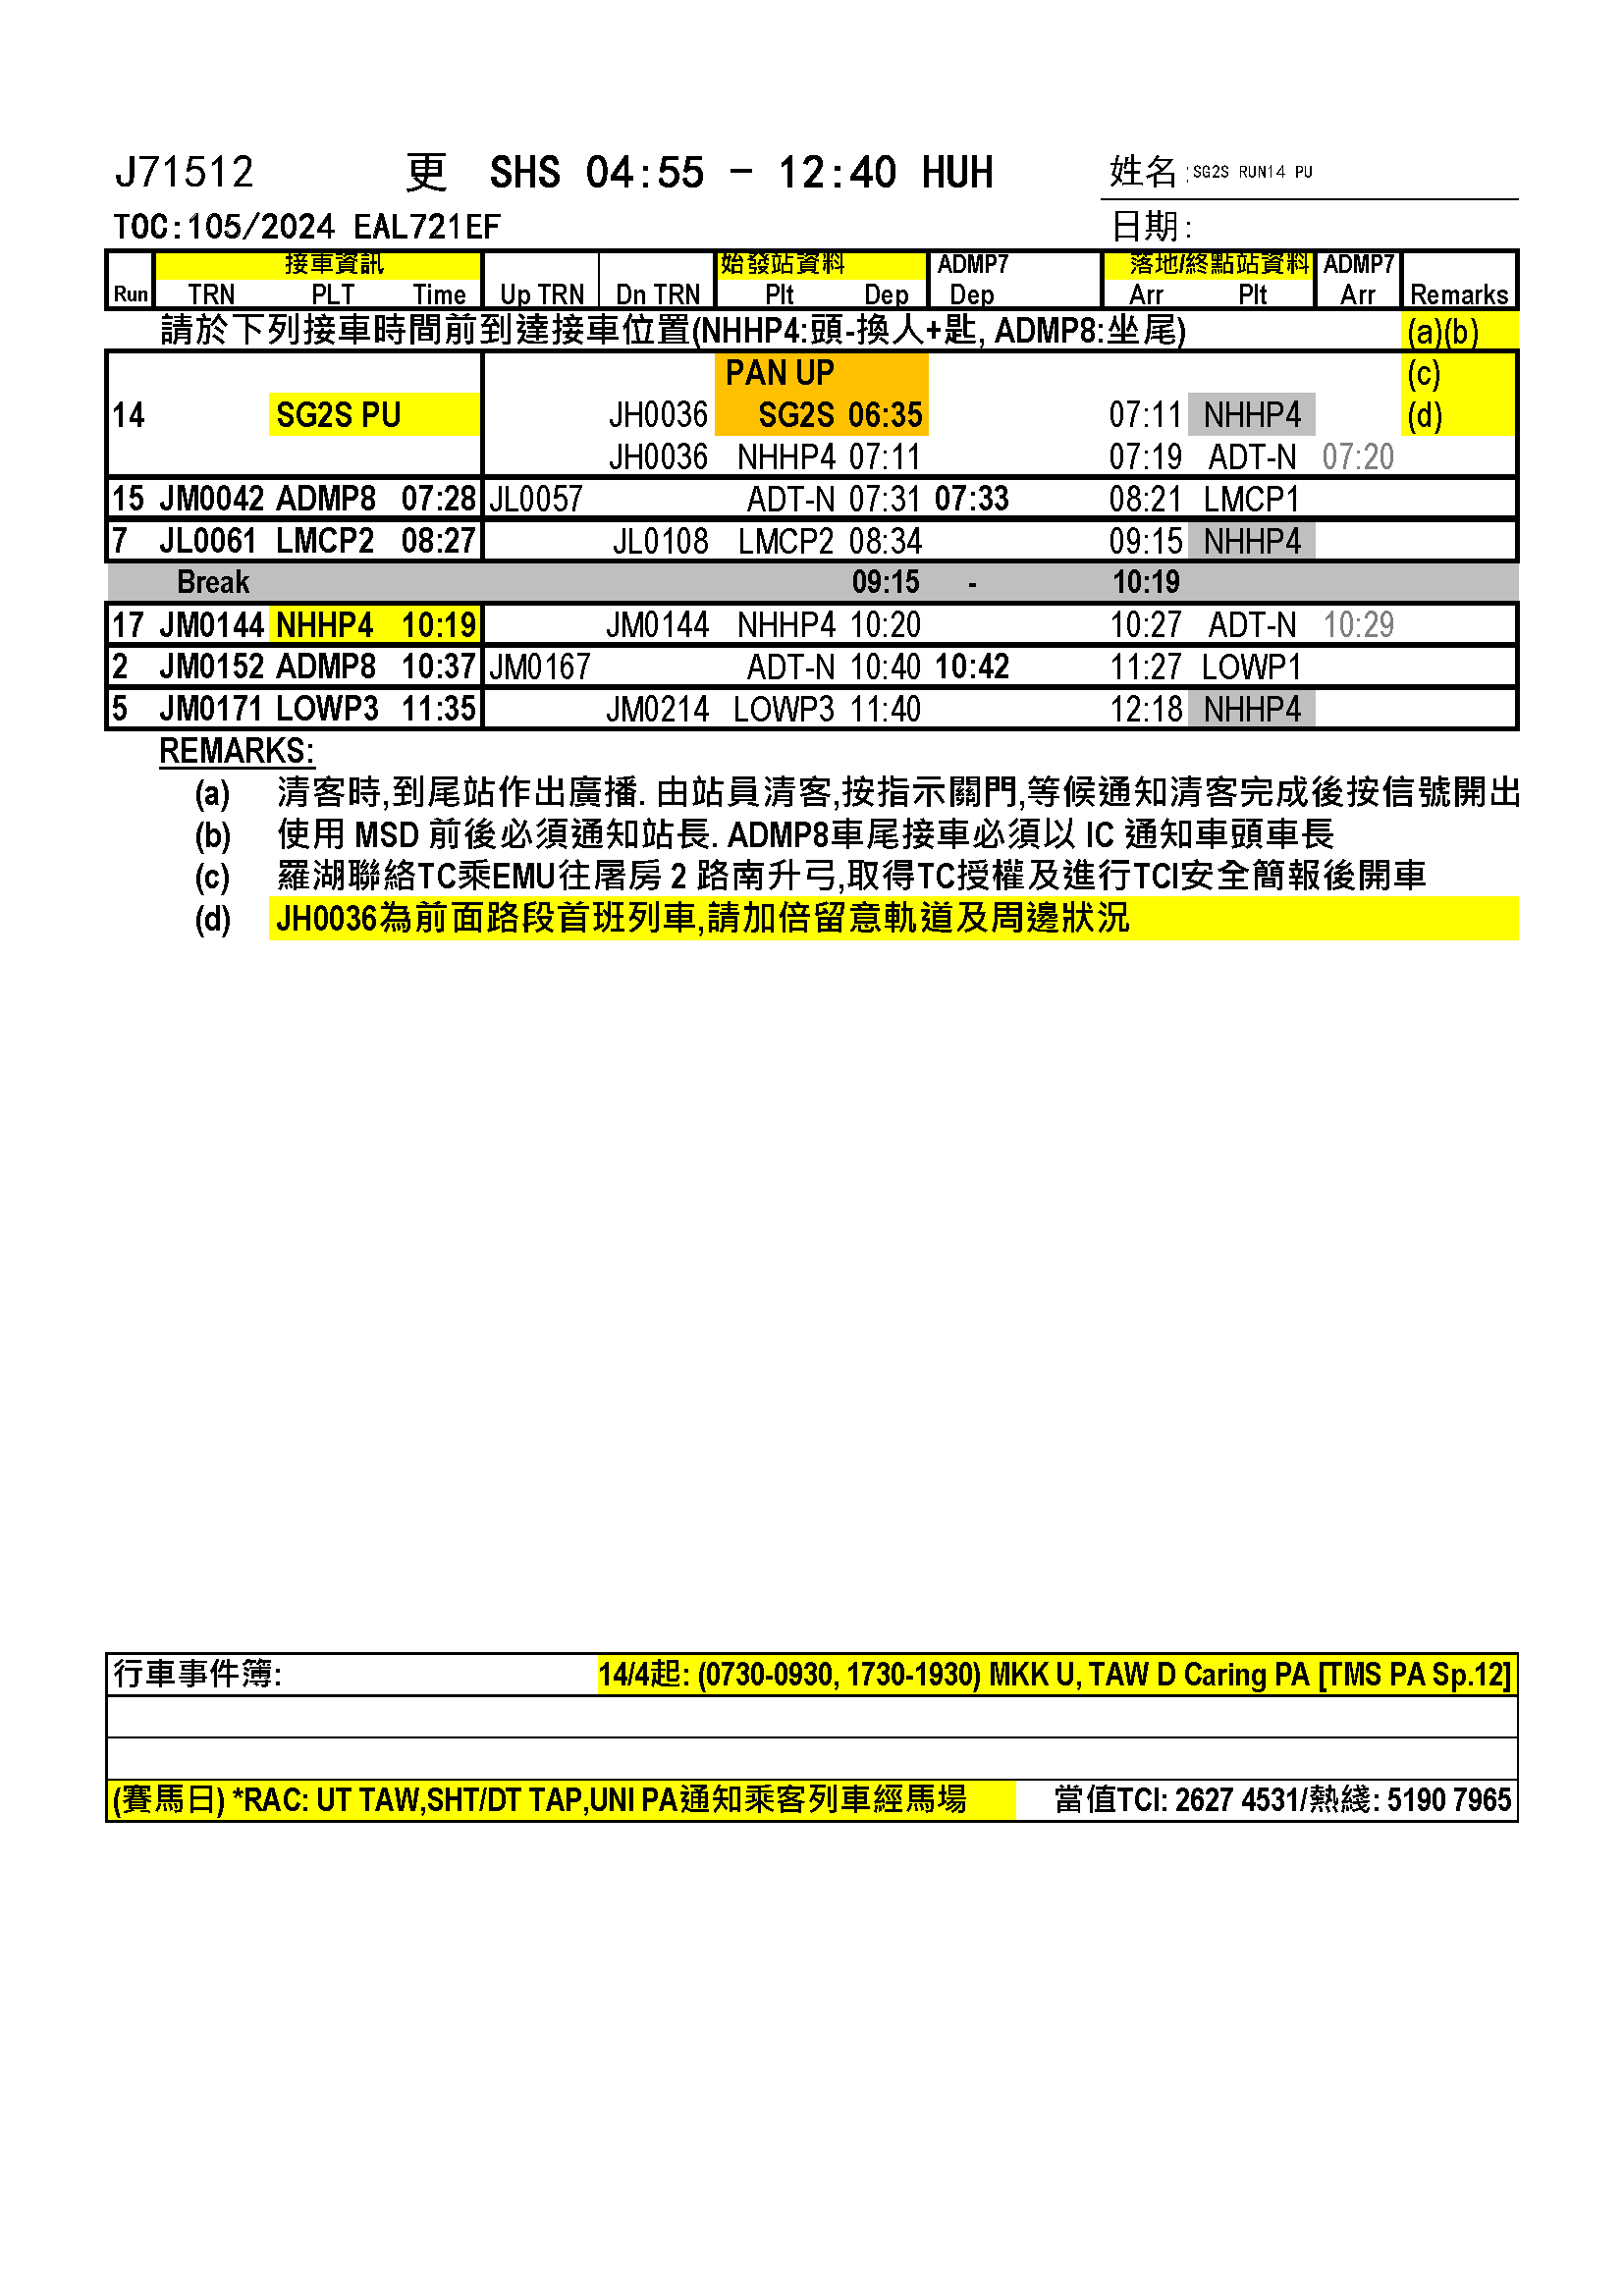 J71512 更 SHS 04:55 - 12:40 HUH 姓名:SG2S RUN14 PU
TOC:105/2024 EAL721EF 日期:
接車資訊 始發站資料 ADMP7 落地/終點站資料 ADMP7
Run TRN PLT Time Up TRN Dn TRN Plt Dep Dep Arr Plt Arr Remarks
請於下列接車時間前到達接車位置(NHHP4:頭-換人+匙, ADMP8:坐尾) (a)(b)
PAN UP (c)
14 SG2S PU JH0036 SG2S 06:35 07:11 NHHP4 (d)
JH0036 NHHP4 07:11 07:19 ADT-N 07:20
15 JM0042 ADMP8 07:28 JL0057 ADT-N 07:31 07:33 08:21 LMCP1
7 JL0061 LMCP2 08:27 JL0108 LMCP2 08:34 09:15 NHHP4
Break 09:15 - 10:19
17 JM0144 NHHP4 10:19 JM0144 NHHP4 10:20 10:27 ADT-N 10:29
2 JM0152 ADMP8 10:37 JM0167 ADT-N 10:40 10:42 11:27 LOWP1
5 JM0171 LOWP3 11:35 JM0214 LOWP3 11:40 12:18 NHHP4
REMARKS:
(a) 清客時,到尾站作出廣播. 由站員清客,按指示關門,等候通知清客完成後按信號開出
(b) 使用 MSD 前後必須通知站長. ADMP8車尾接車必須以 IC 通知車頭車長
(c) 羅湖聯絡TC乘EMU往屠房 2 路南升弓,取得TC授權及進行TCI安全簡報後開車
(d) JH0036為前面路段首班列車,請加倍留意軌道及周邊狀況
行車事件簿: 14/4起: (0730-0930, 1730-1930) MKK U, TAW D Caring PA [TMS PA Sp.12]
(賽馬日) *RAC: UT TAW,SHT/DT TAP,UNI PA通知乘客列車經馬場 當值TCI: 2627 4531/熱綫: 5190 7965